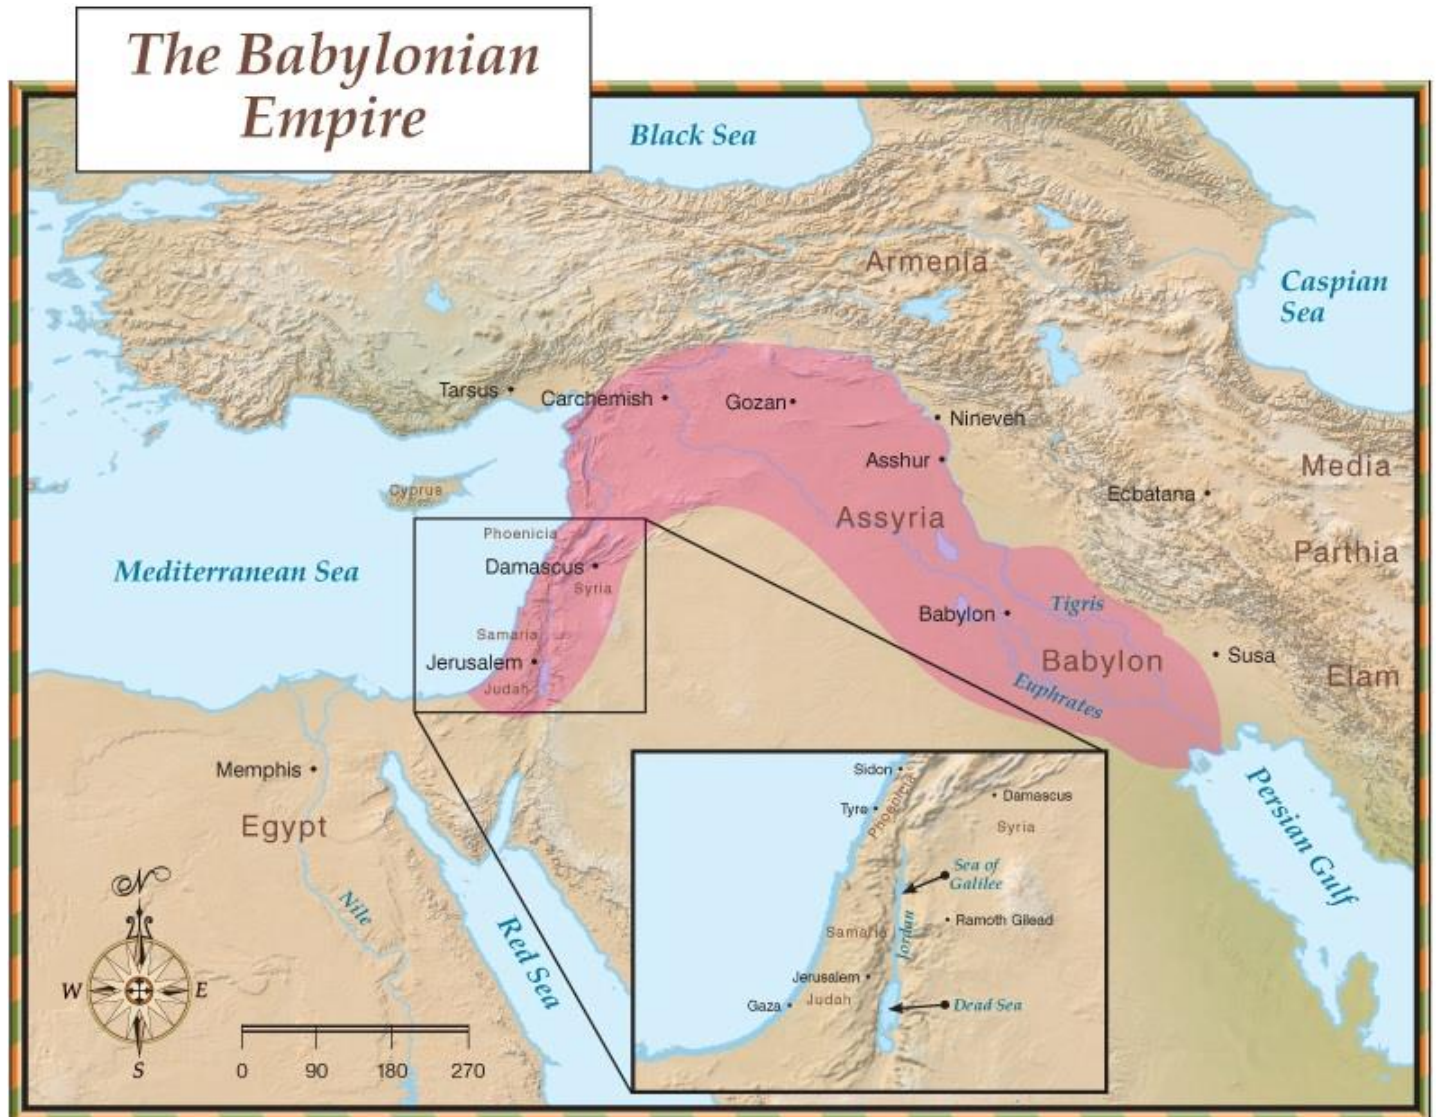 The Babylonian
Empire
Black Sea
Armenia
Caspian
Sea
Tarsus
Carchemish
Gozan
Nineveh
Asshur
Media
Cyprus
Ecbatana
Assyria
Phoenicia
Parthia
Mediterranean Sea
Damascus
Syria
Tigris
Babylon
Samaria
Jerusalem
Babylon
Susa
Elam
Judah
Euphrates
Memphis
Egypt
Persian Gulf
Sidon
Tyre
Phoenicia
Damascus
Syria
Sea of
Galilee
Nile
Red Sea
Ramoth Gilead
Samaria
Jordan
Jerusalem
Judah
Gaza
Dead Sea
N
W
E
S
0 90 180 270